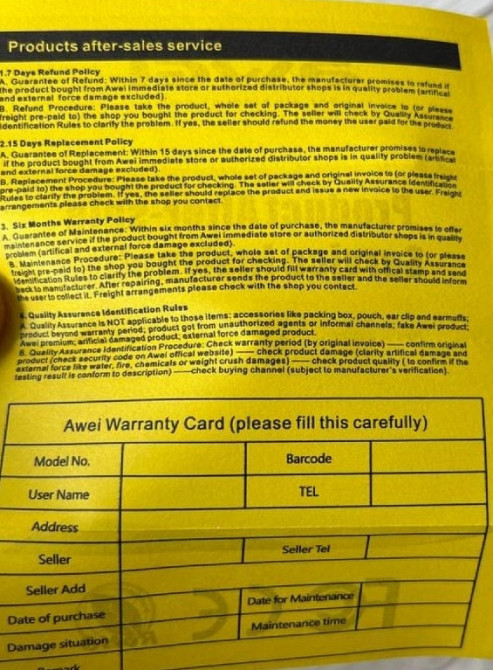 Products after-sales service
1.7 Days Refund Policy
A. Guarantee of Refund: Within 7 days since the date of purchase, the manufacturer promises to refund if
the product bought from Awei immediate store or authorized distributor shops is in quality problem (artifical
and external force damage excluded).
B. Refund Procedure: Please take the product, whole set of package and original invoice to (or please
freight pre-paid to) the shop you bought the product for checking. The seller will check by Quality Assurance
Identification Rules to clarify the problem. If yes, the seller should refund the money the user paid for the product.
2.15 Days Replacement Policy
A. Guarantee of Replacement: Within 15 days since the date of purchase, the manufacturer promises to replace
if the product bought from Awei immediate store or authorized distributor shops is in quality problem (artifical
and external force damage excluded).
B. Replacement Procedure: Please take the product, whole set of package and original invoice to (or please freight
pre-paid to) the shop you bought the product for checking. The seller will check by Quality Assurance Identification
Rules to clarify the problem. If yes, the seller should replace the product and issue a new invoice to the user. Freight
arrangements please check with the shop you contact.
3. Six Months Warranty Policy
A. Guarantee of Maintenance: Within six months since the date of purchase, the manufacturer promises to offer
maintenance service if the product bought from Awei immediate store or authorized distributor shops is in quality
problem (artifical and external force damage excluded).
B. Maintenance Procedure: Please take the product, whole set of package and original invoice to (or please
freight pre-paid to) the shop you bought the product for checking. The seller will check by Quality Assurance
Identification Rules to clarify the problem. If yes, the seller should fill warranty card with offical stamp and send
back to manufacturer. After repairing, manufacturer sends the product to the seller and the seller should inform
the user to collect it. Freight arrangements please check with the shop you contact.
4. Quality Assurance Identification Rules
A. Quality Assurance is NOT applicable to those items: accessories like packing box, pouch, ear clip and earmuffs;
product beyond warranty period; product got from unauthorized agents or informal channels; fake Awei product;
Awei premium; arificial damaged product; external force damaged product.
B. Quality Assurance Identification Procedure: Check warranty period (by original invoice) —— confirm original
product (check security code on Awei offical website) —— check product damage (clarity artifical damage and
external force like water, fire, chemicals or weight crush damages) —— check product quality ( to confirm if the
testing result is conform to description) ——check buying channel (subject to manufacturer's verification).
Awei Warranty Card (please fill this carefully)
Model No. Barcode
User Name TEL
Address
Seller Seller Tel
Seller Add
Date of purchase Date for Maintenance
Damage situation Maintenance time
Remark